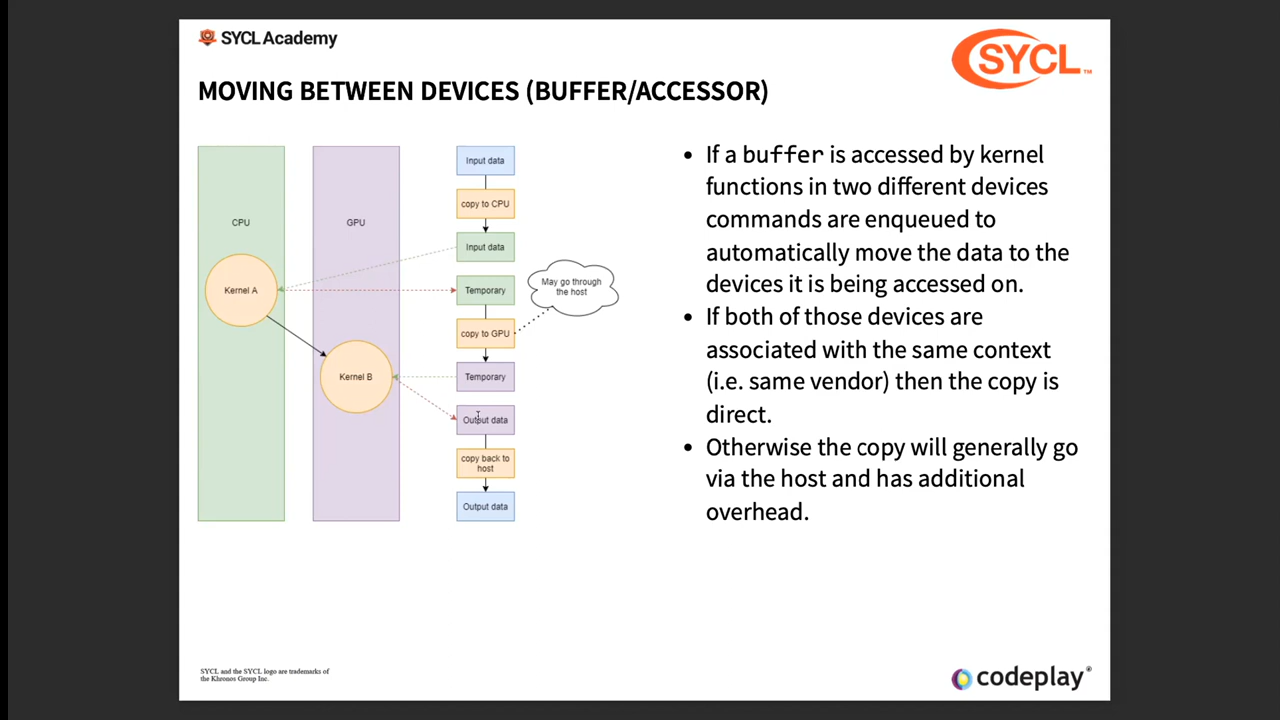 SYCL Academy
SYCL™
MOVING BETWEEN DEVICES (BUFFER/ACCESSOR)
CPU
GPU
Kernel A
Kernel B
Input data
copy to CPU
Input data
Temporary
copy to GPU
Temporary
Output data
copy back to
host
Output data
May go through
the host
• If a buffer is accessed by kernel
functions in two different devices
commands are enqueued to
automatically move the data to the
devices it is being accessed on.
• If both of those devices are
associated with the same context
(i.e. same vendor) then the copy is
direct.
• Otherwise the copy will generally go
via the host and has additional
overhead.
SYCL and the SYCL logo are trademarks of
the Khronos Group Inc.
codeplay®